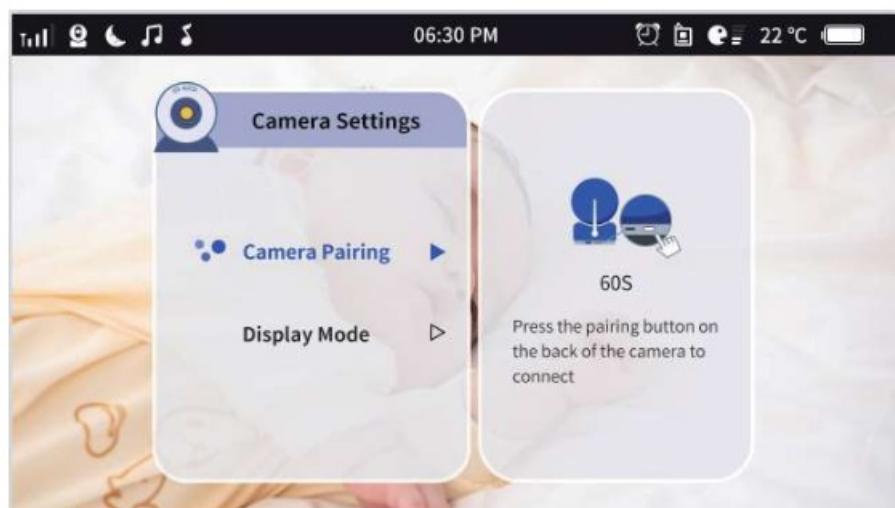 06:30 PM
22 °C
Camera Settings
Camera Pairing
Display Mode
60S
Press the pairing button on
the back of the camera to
connect